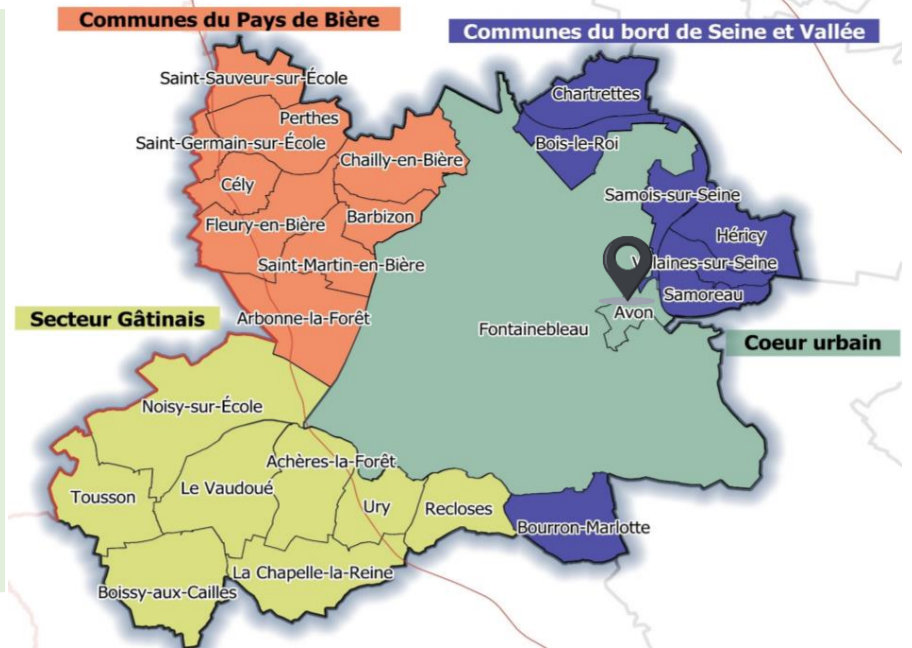 Communes du Pays de Bière
Communes du bord de Seine et Vallée
Saint-Sauveur-sur-École
Perthes
Saint-Germain-sur-École
Chailly-en-Bière
Cély
Barbizon
Fleury-en-Bière
Saint-Martin-en-Bière
Arbonne-la-Forêt
Chartrettes
Bois-le-Roi
Samois-sur-Seine
Héricy
laines-sur-Seine
Samoreau
Avon
Fontainebleau
Coeur urbain
Secteur Gâtinais
Noisy-sur-École
Achères-la-Forêt
Le Vaudoué
Tousson
Ury
Recloses
Bourron-Marlotte
La Chapelle-la-Reine
Boissy-aux-Cailles